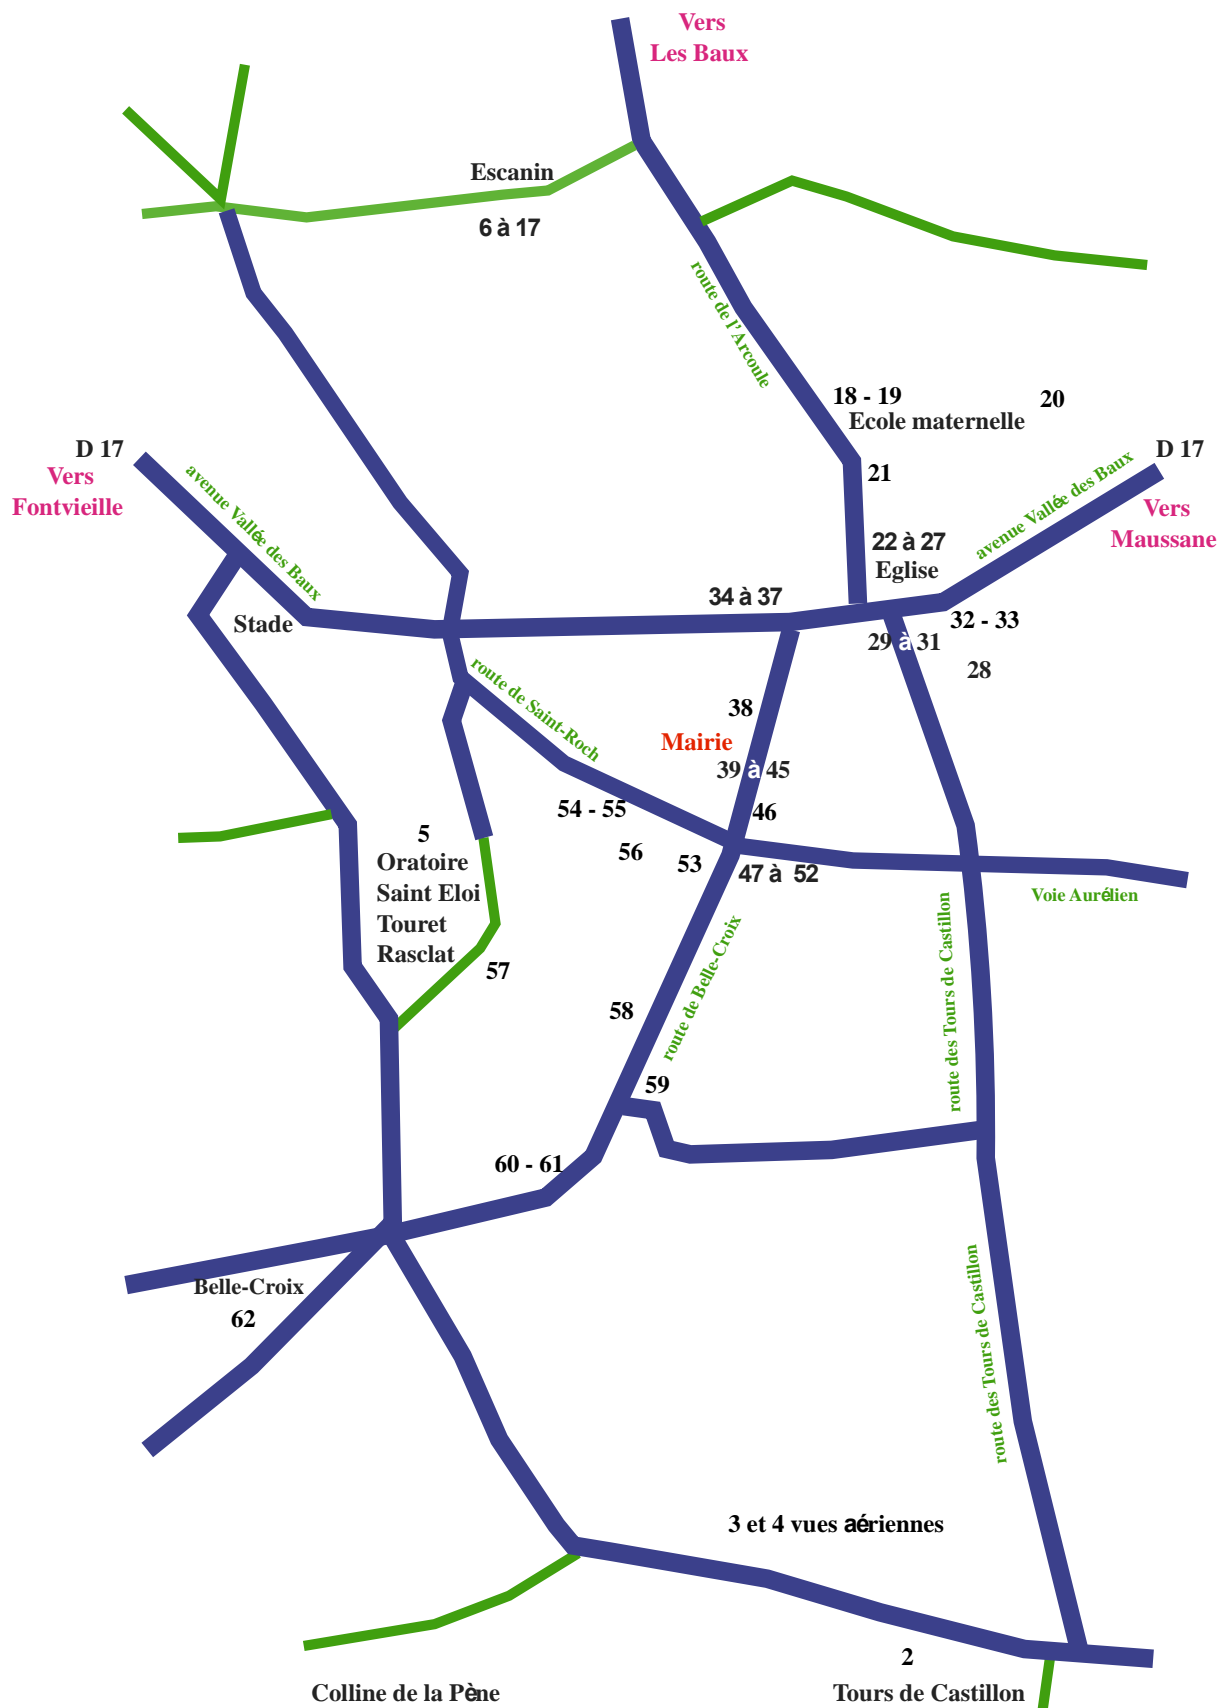 Vers
Les Baux
Escanin
6 à 17
route de l'Arcoule
18 - 19
20
Ecole maternelle
D 17
Vers
Fontvieille
avenue Vallée des Baux
21
avenue Vallée des Baux
D 17
Vers
Maussane
22 à 27
Eglise
34 à 37
Stade
32 - 33
29 à 31
28
route de Saint-Roch
38
Mairie
39 à 45
54 - 55
46
5
Oratoire
Saint Eloi
Touret
Rasclat
56
53
47 à 52
Voie Aurélien
57
58
route de Belle-Croix
route des Tours de Castillon
59
60 - 61
Belle-Croix
62
route des Tours de Castillon
3 et 4 vues aériennes
2
Colline de la Pène
Tours de Castillon